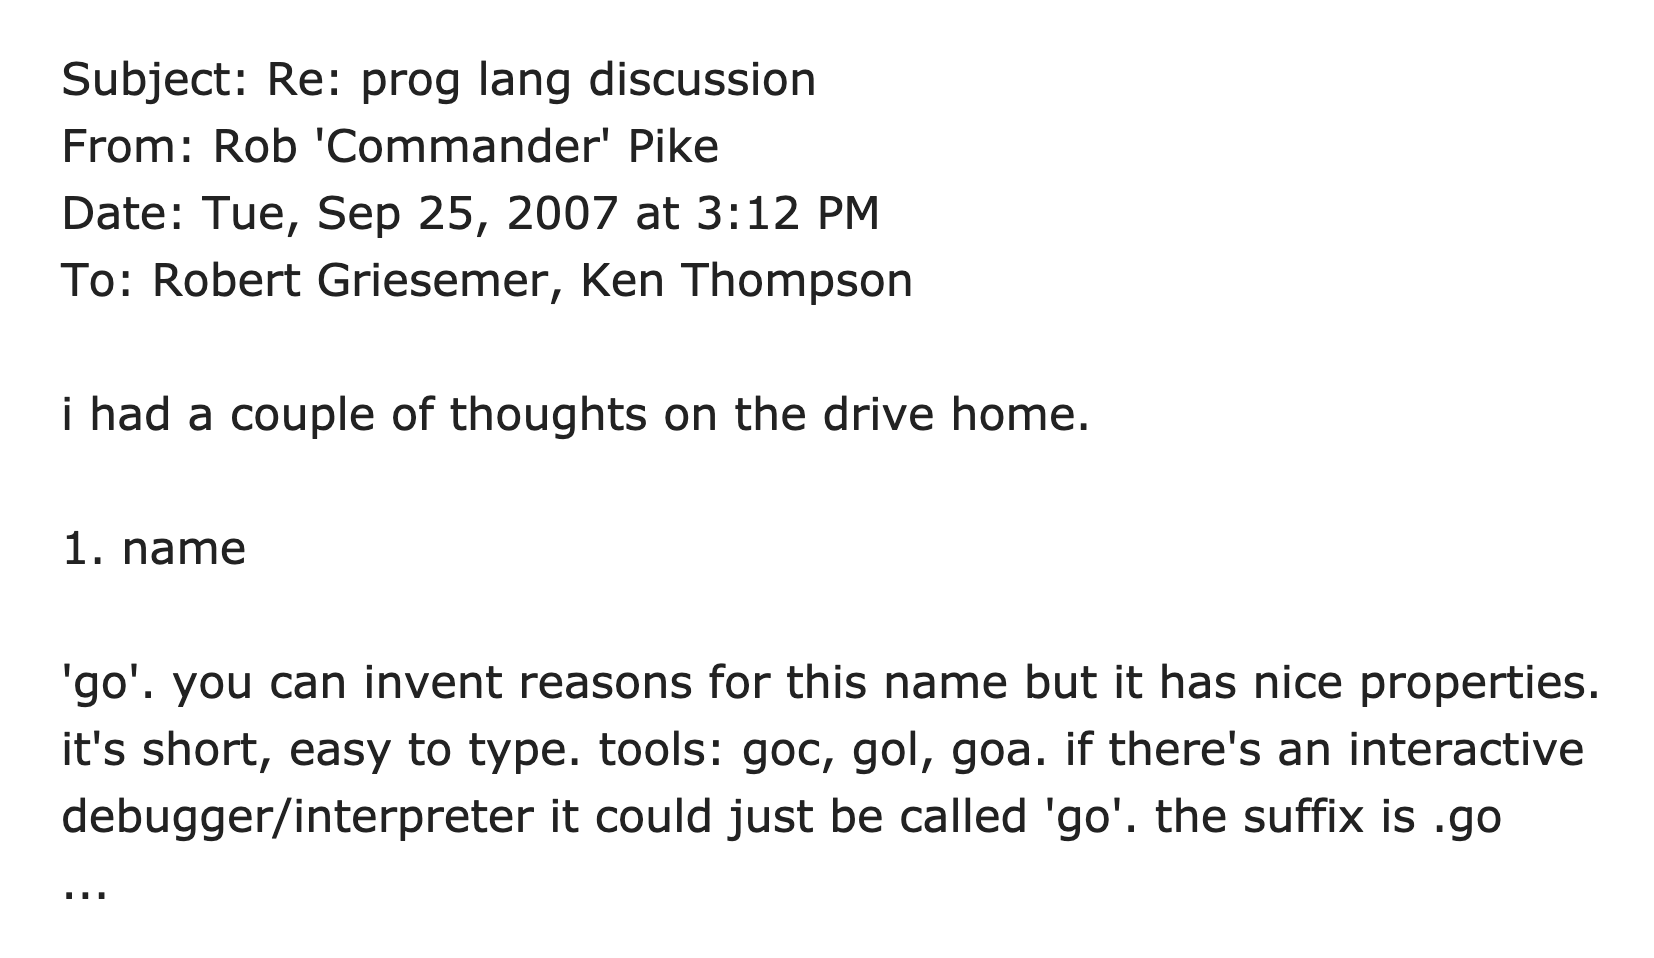 Subject: Re: prog lang discussion
From: Rob 'Commander' Pike
Date: Tue, Sep 25, 2007 at 3:12 PM
To: Robert Griesemer, Ken Thompson
i had a couple of thoughts on the drive home.
1. name
'go'. you can invent reasons for this name but it has nice properties.
it's short, easy to type. tools: goc, gol, goa. if there's an interactive
debugger/interpreter it could just be called 'go'. the suffix is .go
...